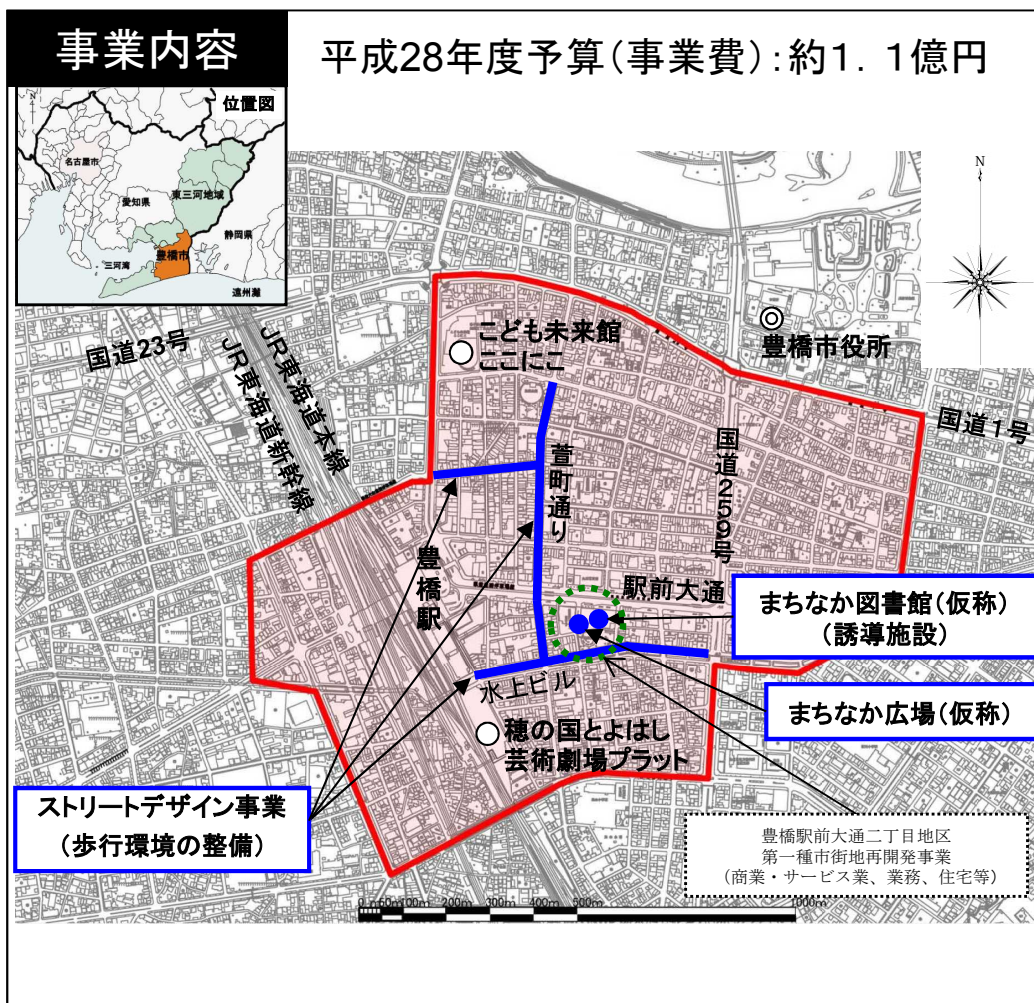 事業内容
平成28年度予算(事業費):約1.1億円
位置図
N
名古屋市
東三河地域
愛知県
静岡県
豊橋市
三河湾
遠州灘
N
国道23号
JR東海道本線
JR東海道新幹線
こども未来館
ここにこ
豊橋市役所
国道1号
萱町通り
国道259号
豊橋駅
駅前大通
まちなか図書館(仮称)
(誘導施設)
水上ビル
まちなか広場(仮称)
穂の国とよはし
芸術劇場プラット
ストリートデザイン事業
(歩行環境の整備)
豊橋駅前大通二丁目地区
第一種市街地再開発事業
(商業・サービス業、業務、住宅等)
0m 50m 100m 200m 300m 400m 500m 1000m